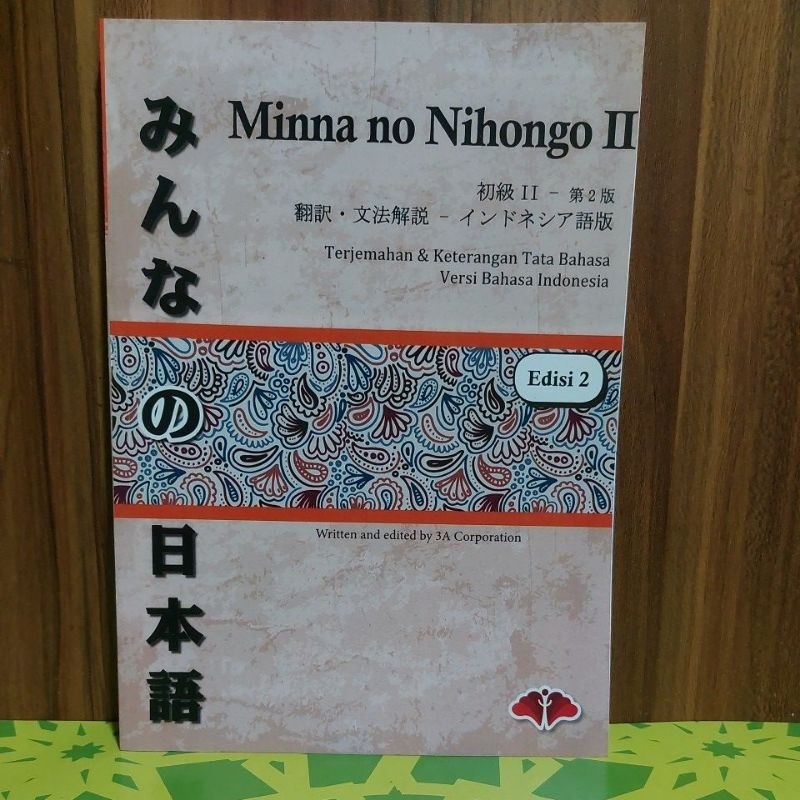 みんなの日本語
Minna no Nihongo II
初級 II - 第2版
翻訳・文法解説 - インドネシア語版
Terjemahan & Keterangan Tata Bahasa
Versi Bahasa Indonesia
Edisi 2
Written and edited by 3A Corporation